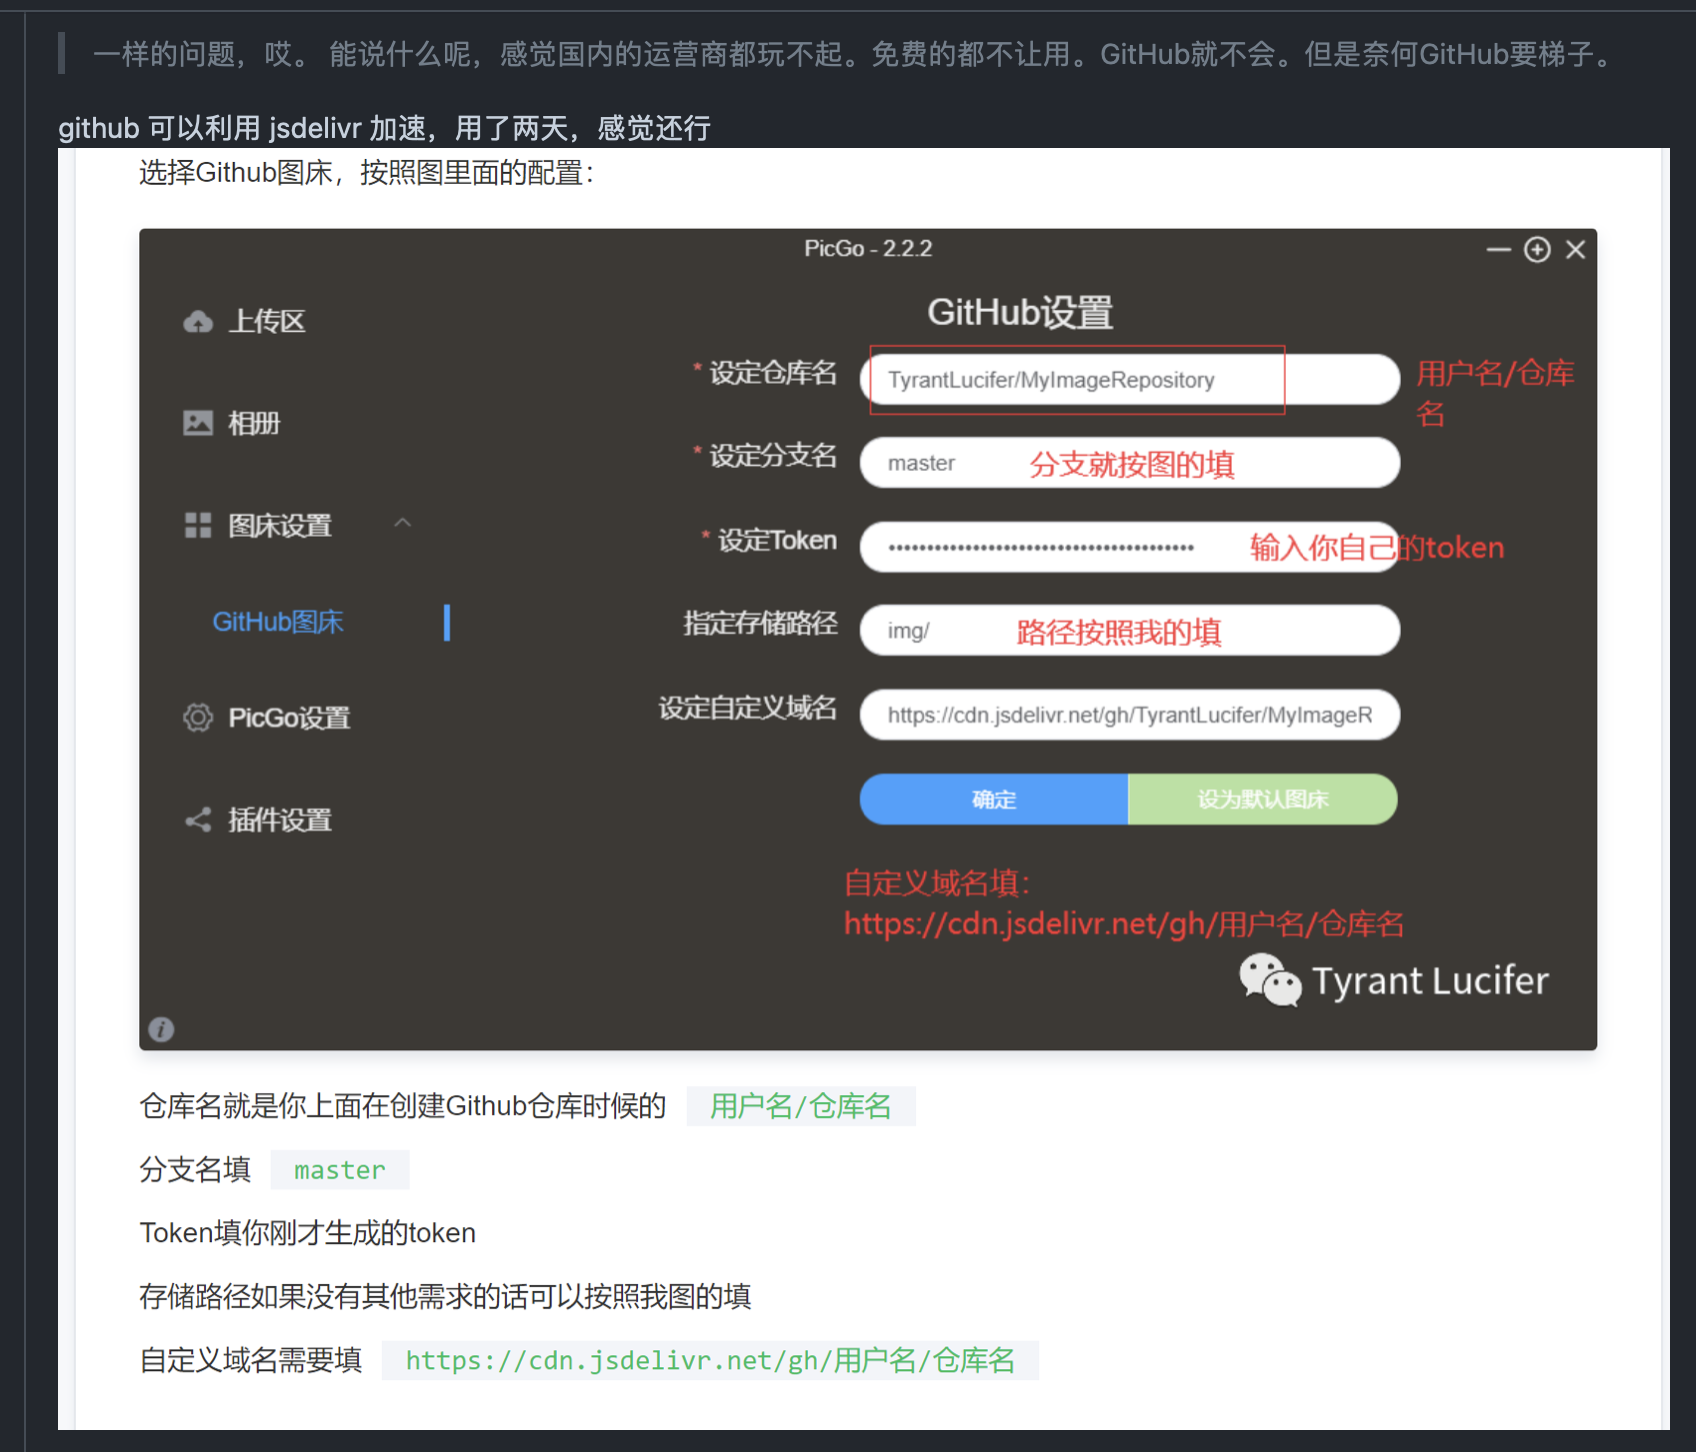 一样的问题，哎。 能说什么呢，感觉国内的运营商都玩不起。免费的都不让用。GitHub就不会。但是奈何GitHub要梯子。
github 可以利用 jsdelivr 加速，用了两天，感觉还行
选择Github图床，按照图里面的配置：
PicGo - 2.2.2
上传区
相册
图床设置
GitHub图床
PicGo设置
插件设置
GitHub设置
* 设定仓库名
TyrantLucifer/MyImageRepository
用户名/仓库
名
* 设定分支名
master
分支就按图的填
* 设定Token
输入你自己的token
指定存储路径
img/
路径按照我的填
设定自定义域名
https://cdn.jsdelivr.net/gh/TyrantLucifer/MyImageR
确定
设为默认图床
自定义域名填：
https://cdn.jsdelivr.net/gh/用户名/仓库名
Tyrant Lucifer
仓库名就是你上面在创建Github仓库时候的 用户名/仓库名
分支名填 master
Token填你刚才生成的token
存储路径如果没有其他需求的话可以按照我图的填
自定义域名需要填 https://cdn.jsdelivr.net/gh/用户名/仓库名